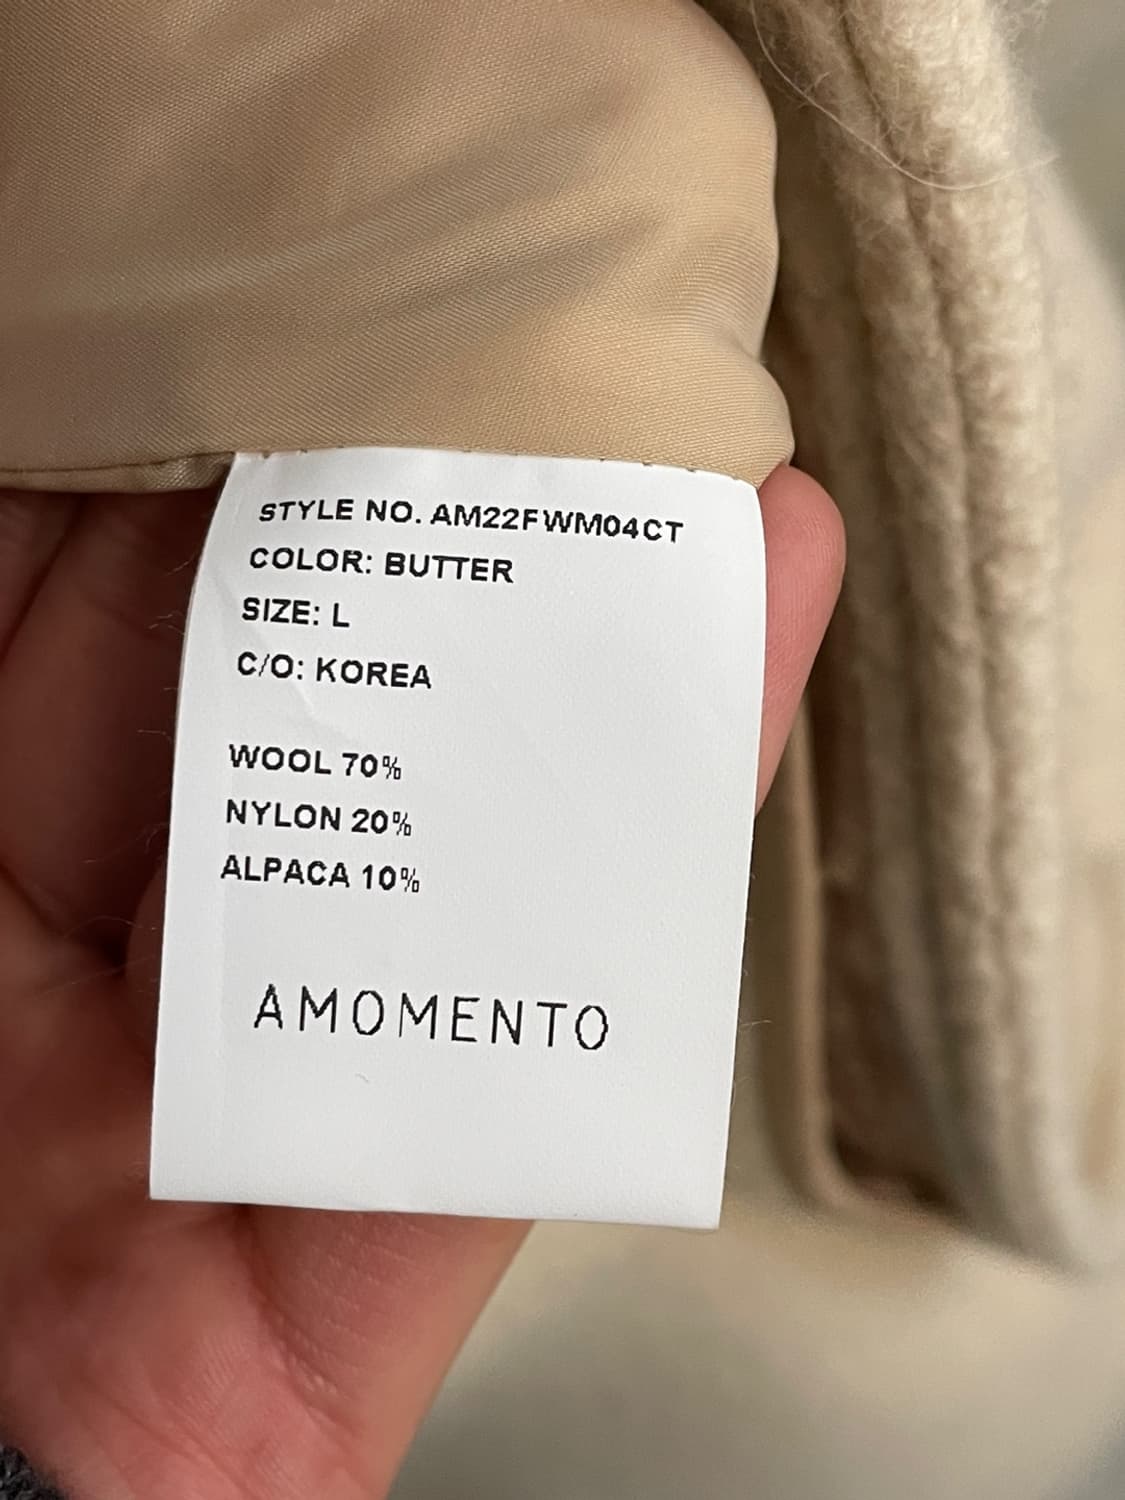 STYLE NO. AM22FWM04CT
COLOR: BUTTER
SIZE: L
C/O: KOREA
WOOL 70%
NYLON 20%
ALPACA 10%
AMOMENTO